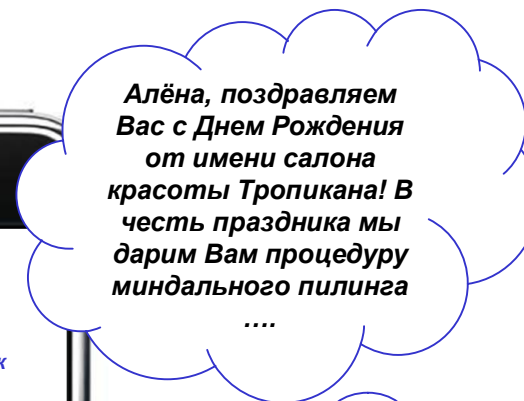 Алёна, поздравляем
Вас с Днем Рождения
от имени салона
красоты Тропикана! В
честь праздника мы
дарим Вам процедуру
миндального пилинга
....
к